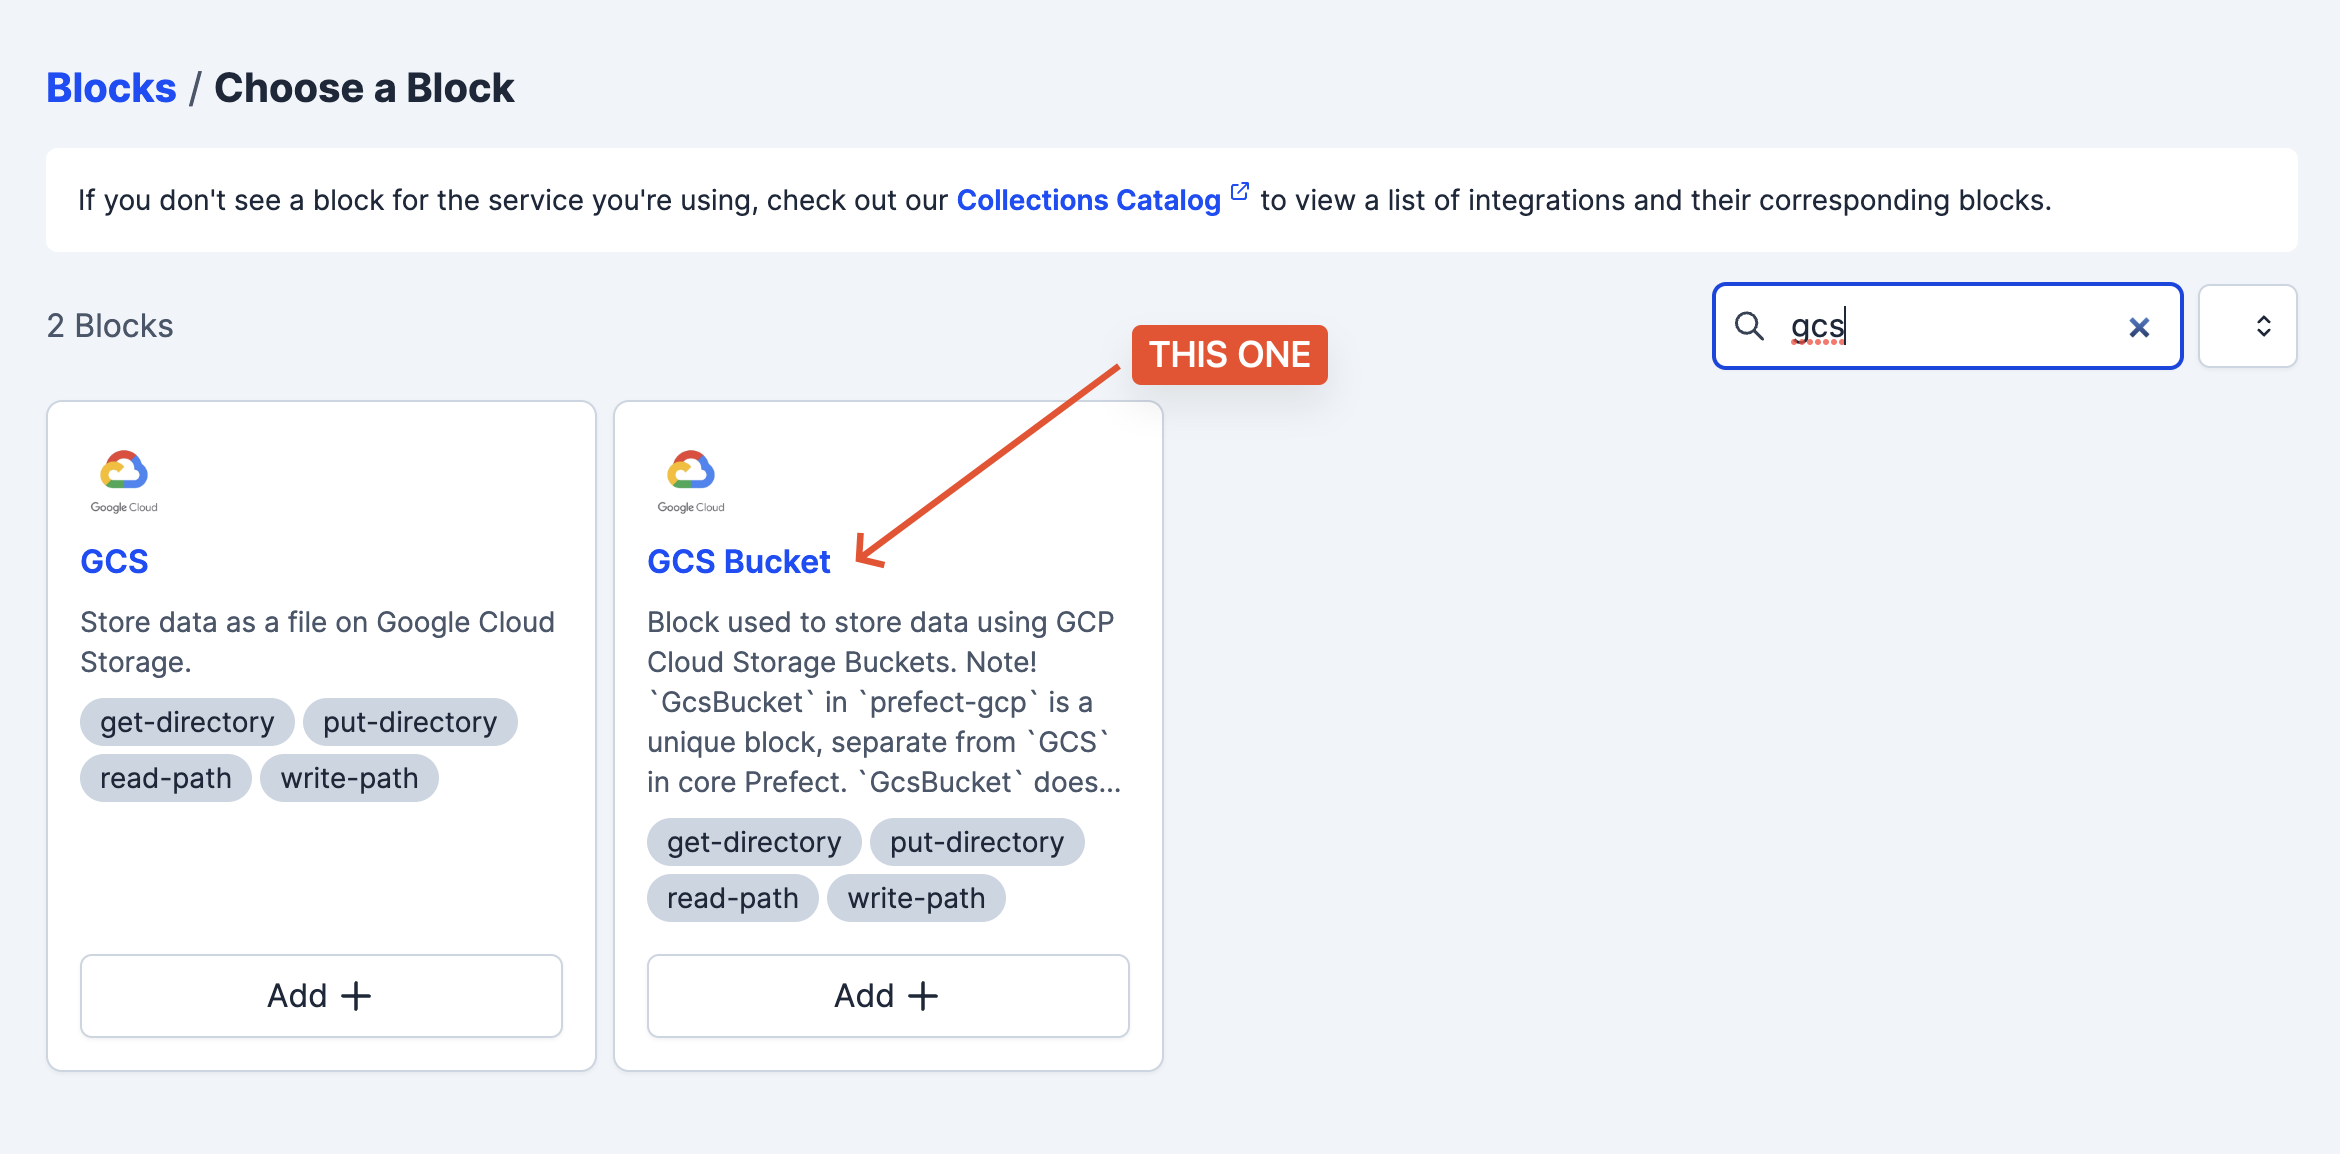 Blocks / Choose a Block
If you don't see a block for the service you're using, check out our Collections Catalog to view a list of integrations and their corresponding blocks.
2 Blocks
THIS ONE
gcs
Google Cloud
GCS
Store data as a file on Google Cloud
Storage.
get-directory put-directory
read-path write-path
Add +
Google Cloud
GCS Bucket
Block used to store data using GCP
Cloud Storage Buckets. Note!
`GcsBucket` in `prefect-gcp` is a
unique block, separate from `GCS`
in core Prefect. `GcsBucket` does...
get-directory put-directory
read-path write-path
Add +